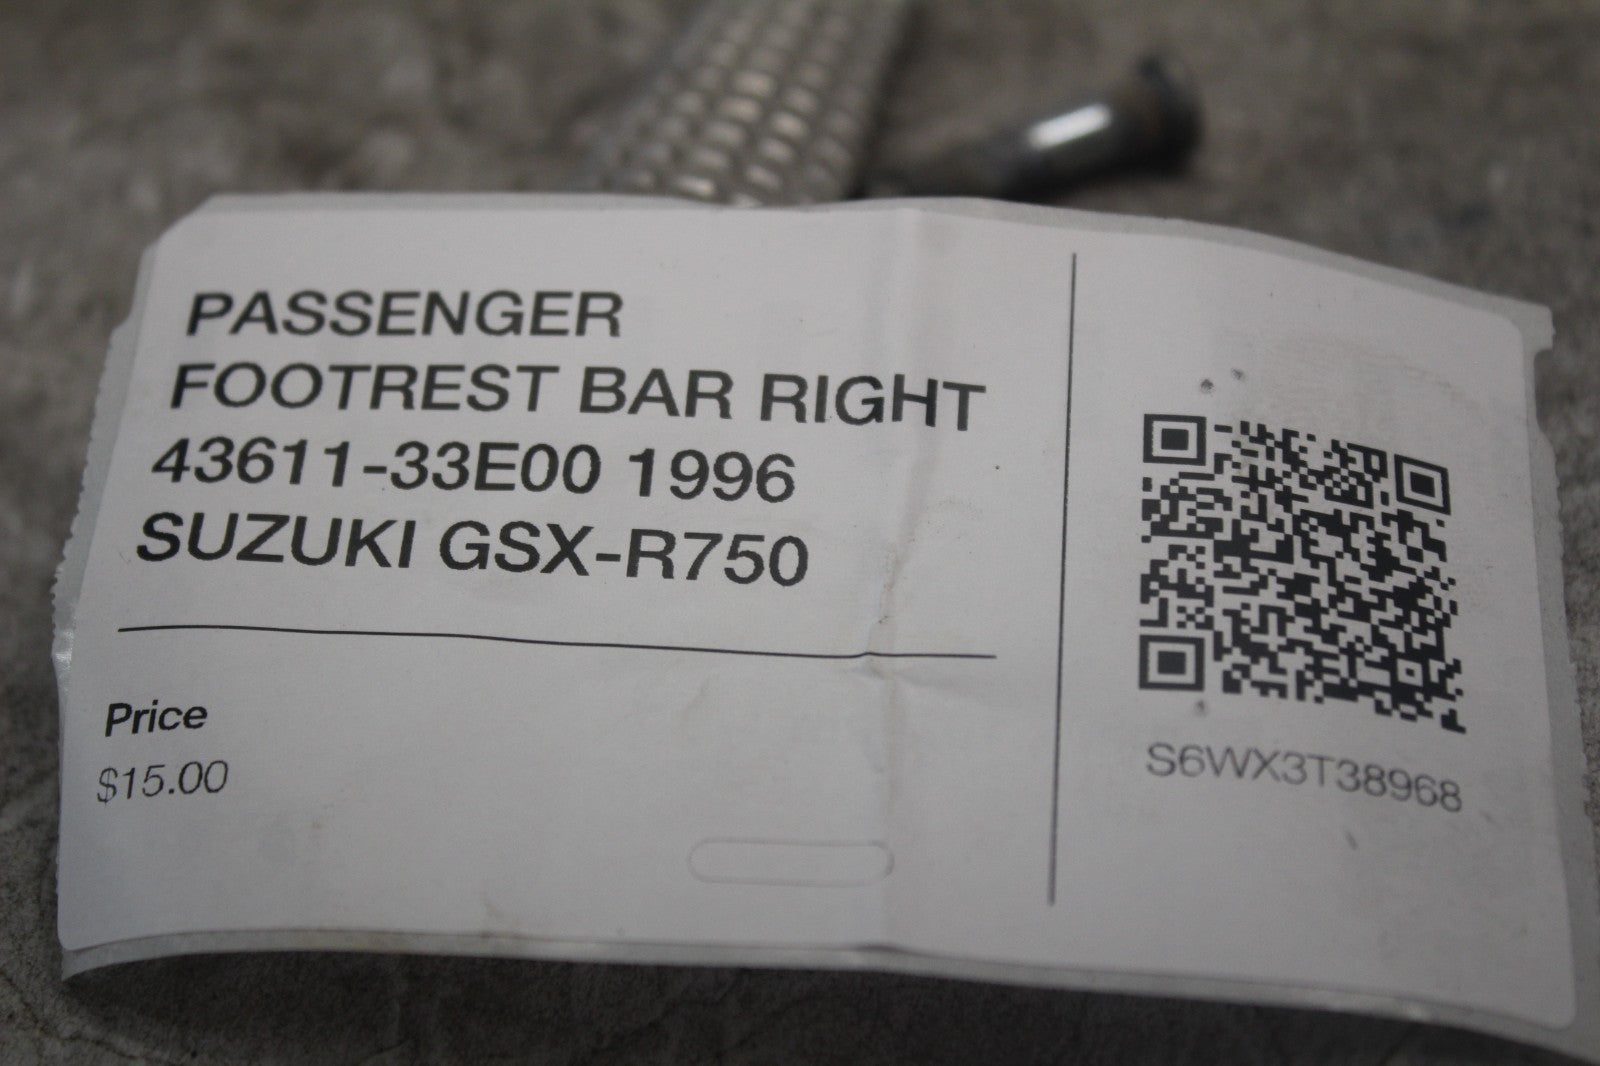 PASSENGER
FOOTREST BAR RIGHT
43611-33E00 1996
SUZUKI GSX-R750
Price
$15.00
S6WX3T38968